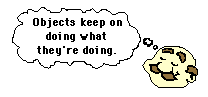 Objects keep on
doing what
they're doing.